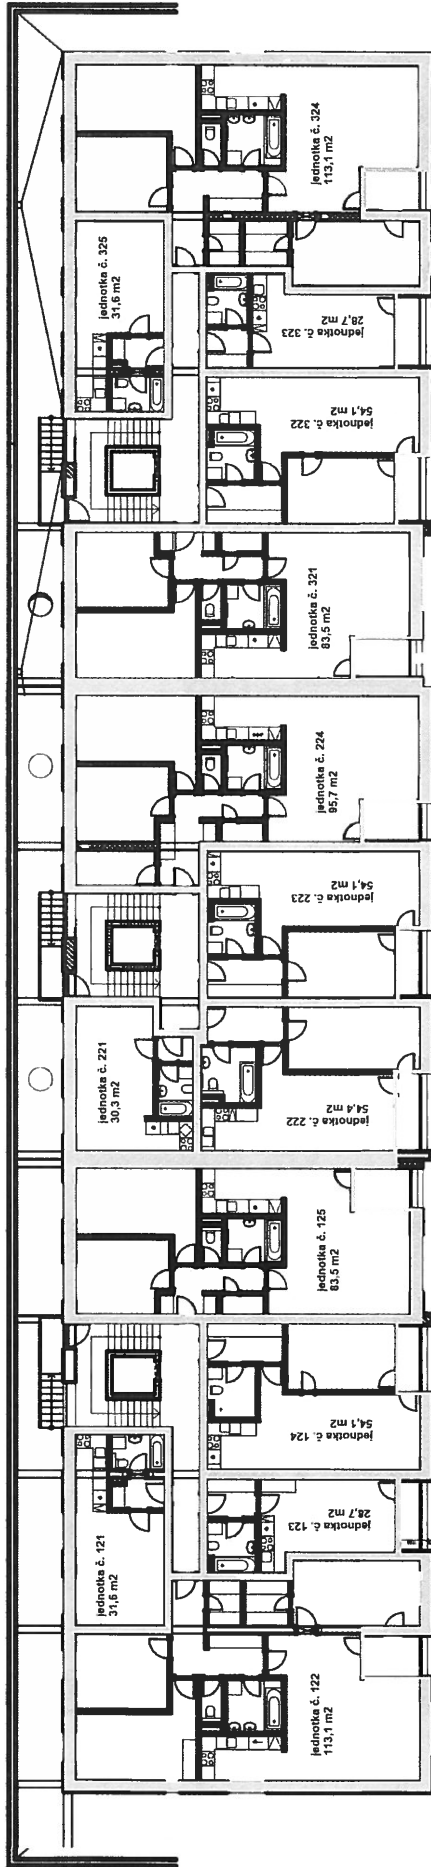 jednotka č. 324
113,1 m2
jednotka č. 325
31,6 m2
jednotka č. 323
28,7 m2
jednotka č. 322
54,1 m2
jednotka č. 321
83,5 m2
jednotka č. 224
95,7 m2
jednotka č. 223
54,1 m2
jednotka č. 221
30,3 m2
jednotka č. 222
54,4 m2
jednotka č. 125
83,5 m2
jednotka č. 124
54,1 m2
jednotka č. 121
31,6 m2
jednotka č. 123
28,7 m2
jednotka č. 122
113,1 m2